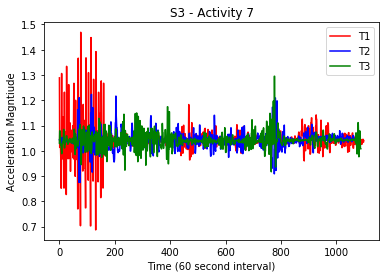 S3 - Activity 7
Acceleration Magntiude
1.5
1.4
1.3
1.2
1.1
1.0
0.9
0.8
0.7
T1
T2
T3
0 200 400 600 800 1000
Time (60 second interval)